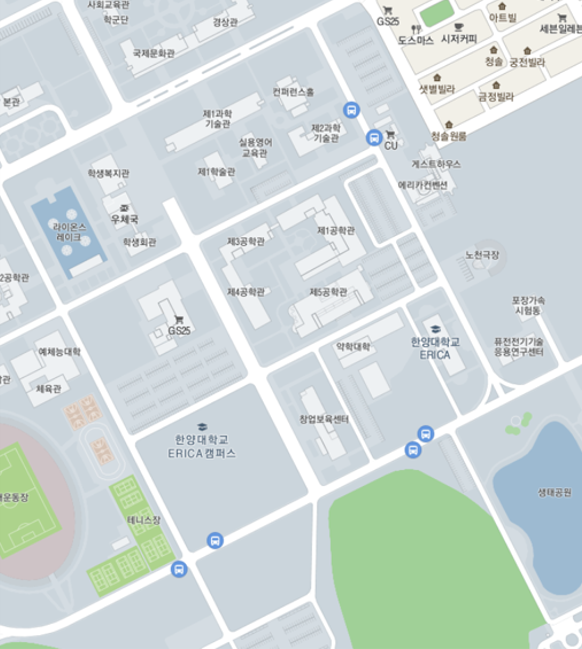 사회교육관
학군단
경상관
국제문화관
GS25
도스마스
시저커피
아트빌
세븐일레븐
청솔
궁전빌라
샛별빌라
금정빌라
청솔원룸
본관
컨퍼런스홀
제1과학
기술관
제2과학
기술관
CU
실용영어
교육관
게스트하우스
제1학술관
에리카컨벤션
학생복지관
우체국
라이온스
레이크
학생회관
제3공학관
제1공학관
노천극장
2공학관
제4공학관
제5공학관
포장가속
시험동
GS25
한양대학교
ERICA
퓨전전기기술
응용연구센터
약학대학
예체능대학
체육관
창업보육센터
한양대학교
ERICA캠퍼스
생태공원
운동장
테니스장